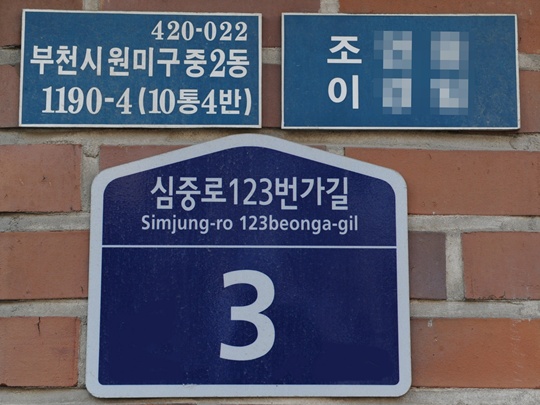 420-022
부천시원미구중2동
1190-4(10통4반)
조
이
심중로123번가길
Simjung-ro 123beonga-gil
3